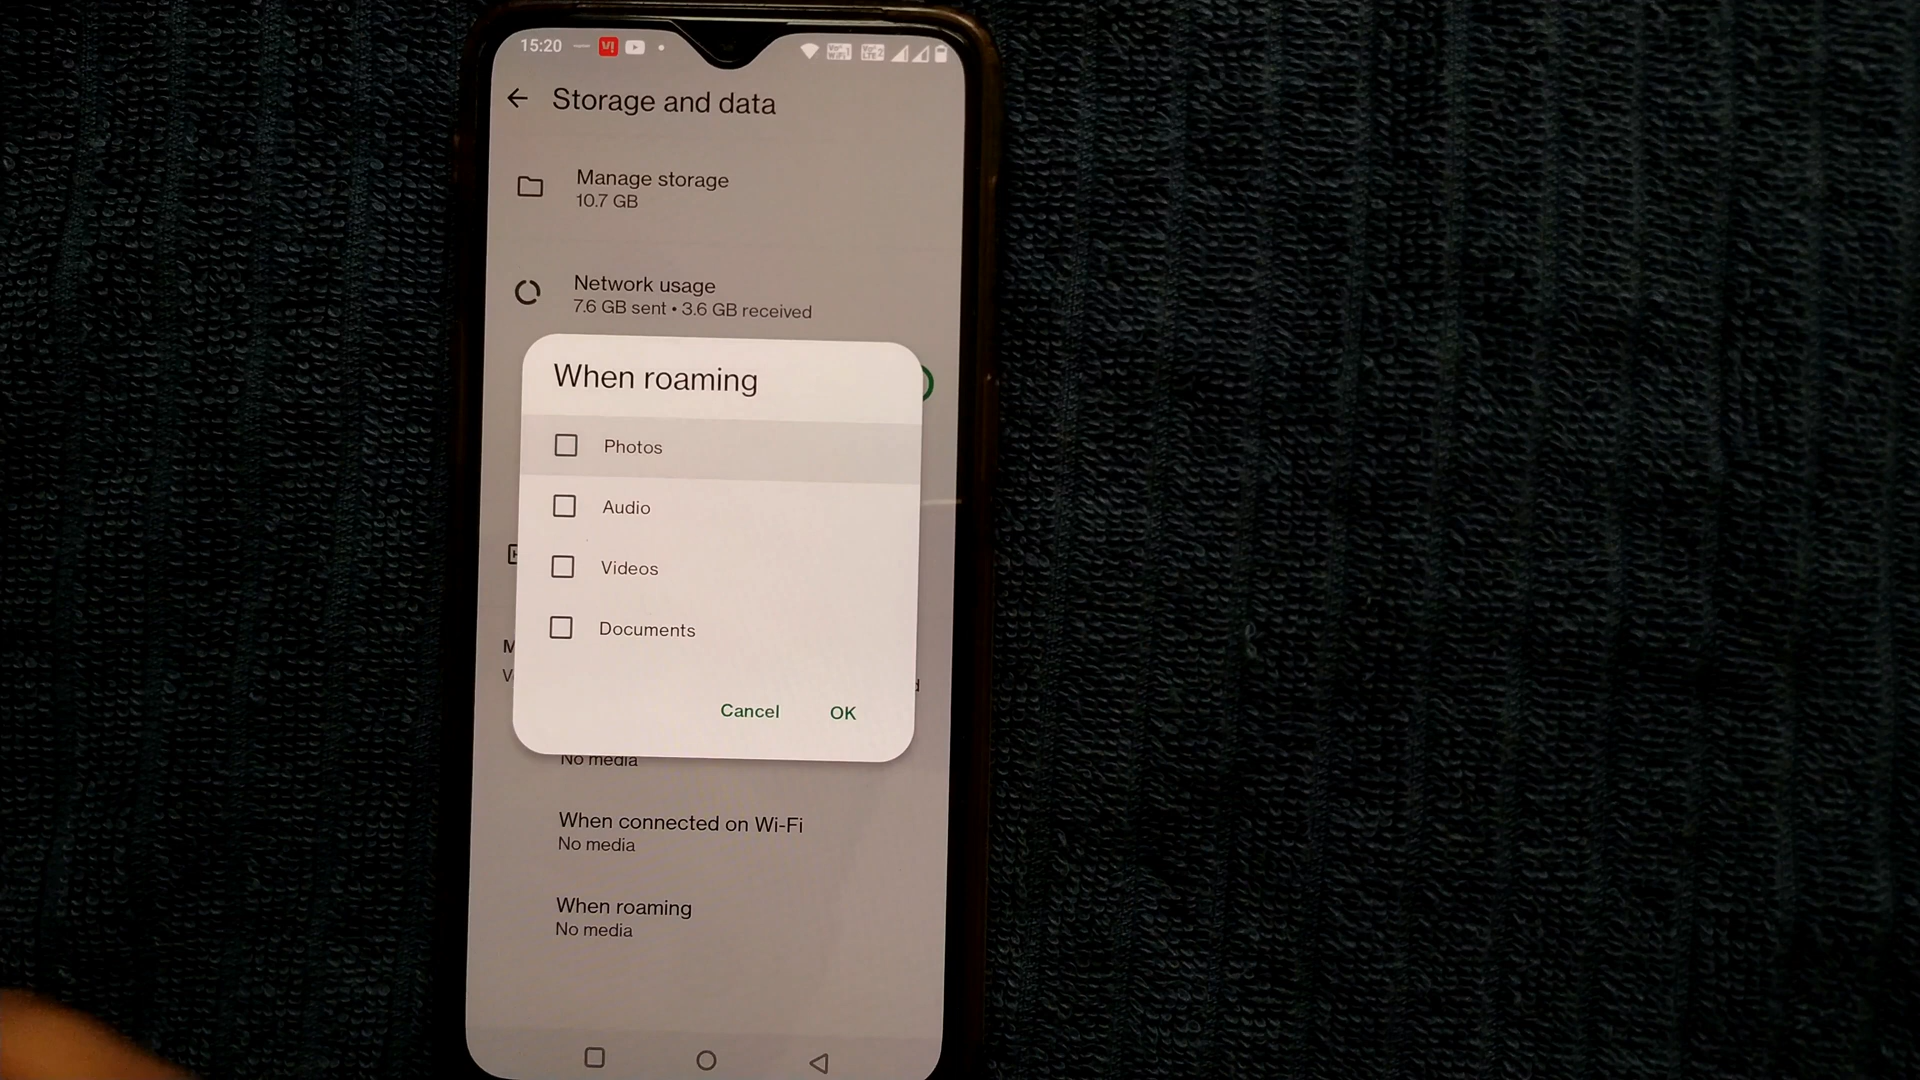 15:20
Storage and data
Manage storage
10.7 GB
Network usage
7.6 GB sent • 3.6 GB received
When roaming
Photos
Audio
Videos
Documents
Cancel OK
No media
When connected on Wi-Fi
No media
When roaming
No media